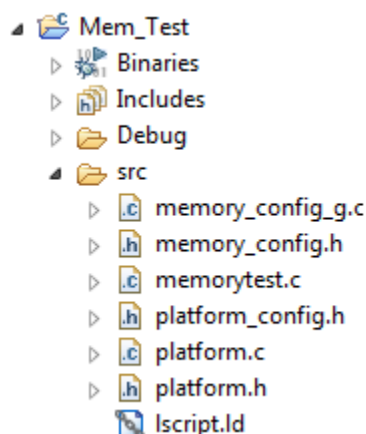 Mem_Test
Binaries
Includes
Debug
src
memory_config_g.c
memory_config.h
memorytest.c
platform_config.h
platform.c
platform.h
lscript.ld